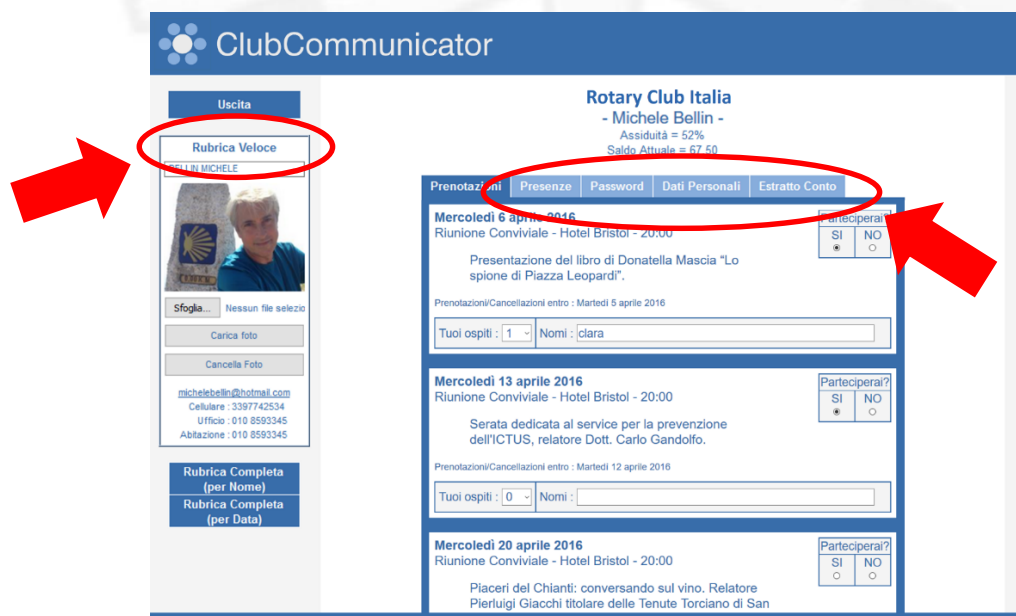 ClubCommunicator
Uscita
Rubrica Veloce
BELLIN MICHELE
Sfoglia... Nessun file selezio
Carica foto
Cancella Foto
michelebellin@hotmail.com
Cellulare : 3397742534
Ufficio : 010 8593345
Abitazione : 010 8593345
Rubrica Completa
(per Nome)
Rubrica Completa
(per Data)
Rotary Club Italia
- Michele Bellin -
Assiduità = 52%
Saldo Attuale = 67.50
Prenotazioni Presenze Password Dati Personali Estratto Conto
Mercoledì 6 aprile 2016
Riunione Conviviale - Hotel Bristol - 20:00
Parteciperai?
SI NO
Presentazione del libro di Donatella Mascia “Lo
spione di Piazza Leopardi”.
Prenotazioni/Cancellazioni entro : Martedì 5 aprile 2016
Tuoi ospiti : 1 Nomi : clara
Mercoledì 13 aprile 2016
Riunione Conviviale - Hotel Bristol - 20:00
Parteciperai?
SI NO
Serata dedicata al service per la prevenzione
dell'ICTUS, relatore Dott. Carlo Gandolfo.
Prenotazioni/Cancellazioni entro : Martedì 12 aprile 2016
Tuoi ospiti : 0 Nomi :
Mercoledì 20 aprile 2016
Riunione Conviviale - Hotel Bristol - 20:00
Parteciperai?
SI NO
Piaceri del Chianti: conversando sul vino. Relatore
Pierluigi Giacchi titolare delle Tenute Torciano di San